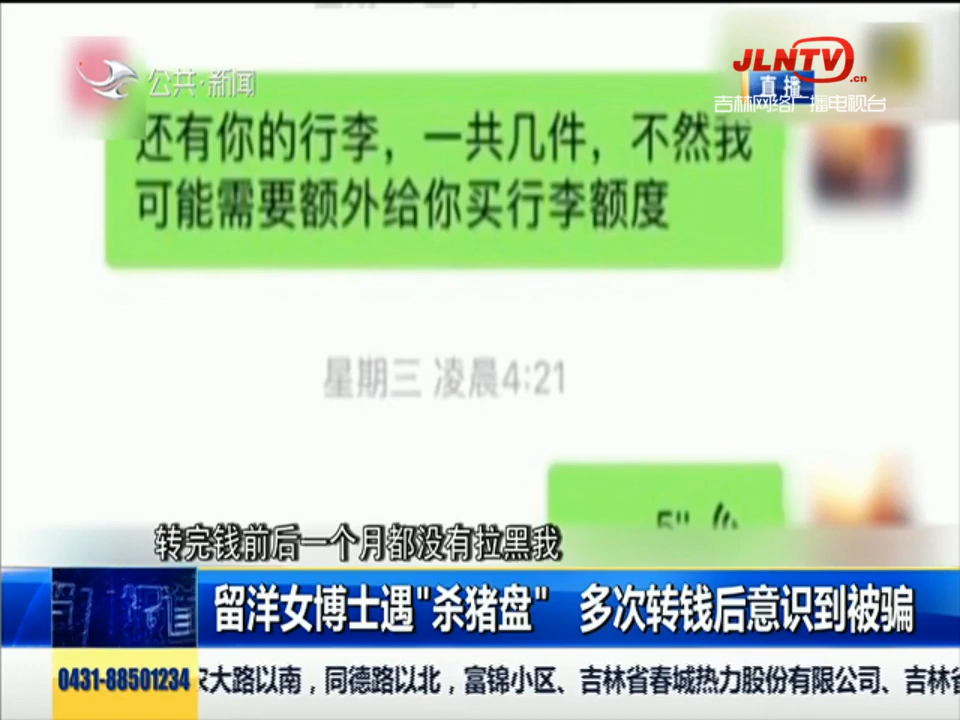 公共·新闻
JLNTV.cn
直播
吉林网络广播电视台
还有你的行李，一共几件，不然我
可能需要额外给你买行李额度
星期三 凌晨4:21
5"
转完钱前后一个月都没有拉黑我
留洋女博士遇"杀猪盘" 多次转钱后意识到被骗
0431-88501234
大路以南，同德路以北，富锦小区、吉林省春城热力股份有限公司、吉林省